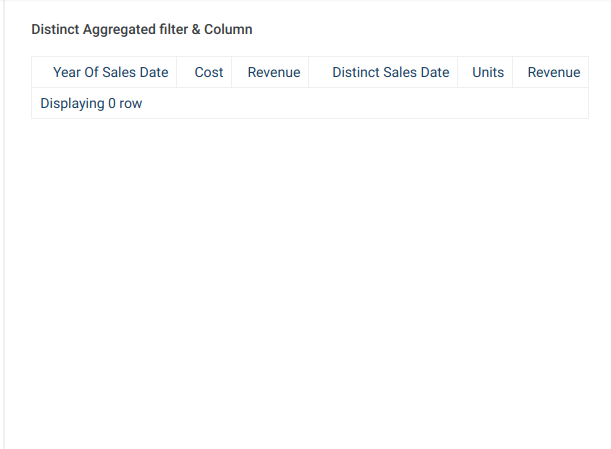 Distinct Aggregated filter & Column
Year Of Sales Date Cost Revenue Distinct Sales Date Units Revenue
Displaying 0 row